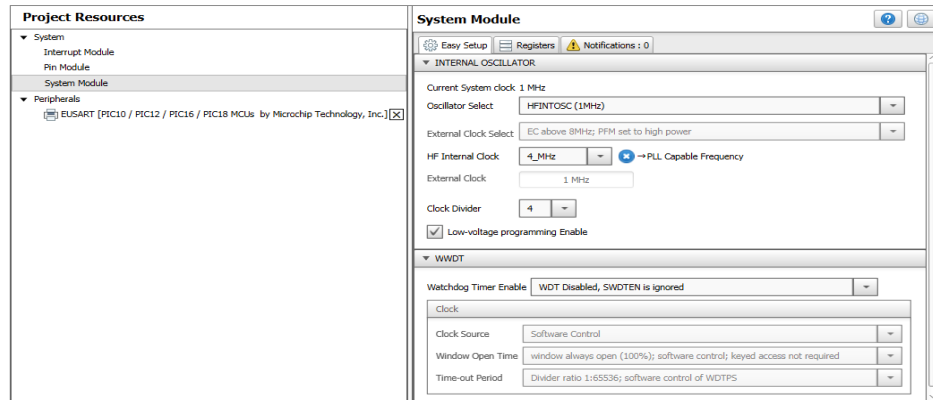 Project Resources
System
Interrupt Module
Pin Module
System Module
Peripherals
EUSART [PIC10 / PIC12 / PIC16 / PIC18 MCUs by Microchip Technology, Inc.]
System Module
Easy Setup
Registers
Notifications : 0
INTERNAL OSCILLATOR
Current System clock 1 MHz
Oscillator Select HFINTOSC (1MHz)
External Clock Select EC above 8MHz; PFM set to high power
HF Internal Clock 4_MHz →PLL Capable Frequency
External Clock 1 MHz
Clock Divider 4
Low-voltage programming Enable
WWDT
Watchdog Timer Enable WDT Disabled, SWDTEN is ignored
Clock
Clock Source Software Control
Window Open Time window always open (100%); software control; keyed access not required
Time-out Period Divider ratio 1:65536; software control of WDTPS